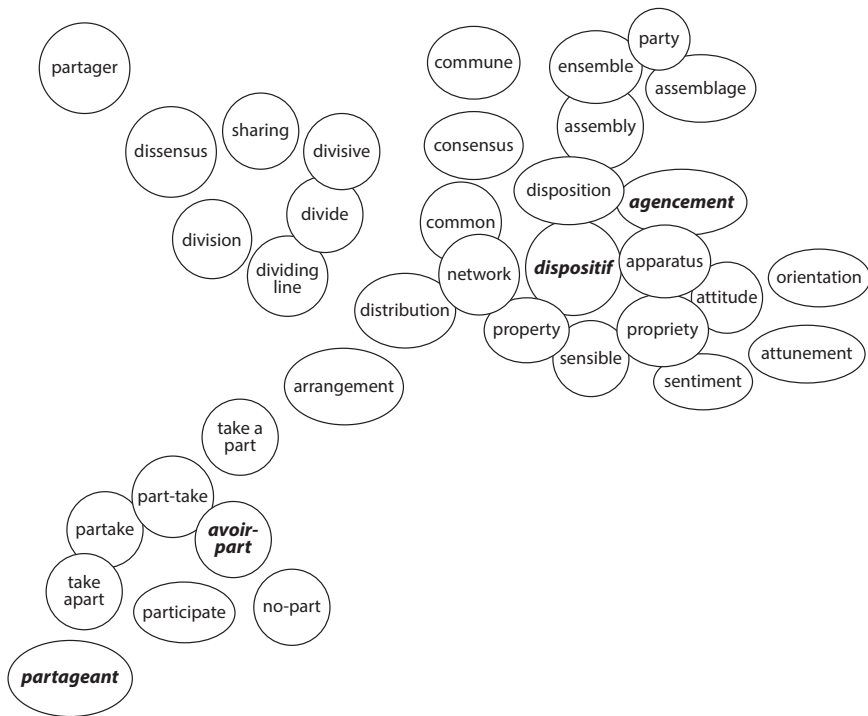 party
commune
ensemble
partager
assemblage
sharing
assembly
dissensus
divisive
consensus
disposition
agencement
divide
common
division
dispositif
apparatus
dividing
line
network
orientation
attitude
distribution
property
propriety
sensible
attunement
sentiment
arrangement
take a
part
part-take
partake
avoir-
part
take
apart
participate
no-part
partageant